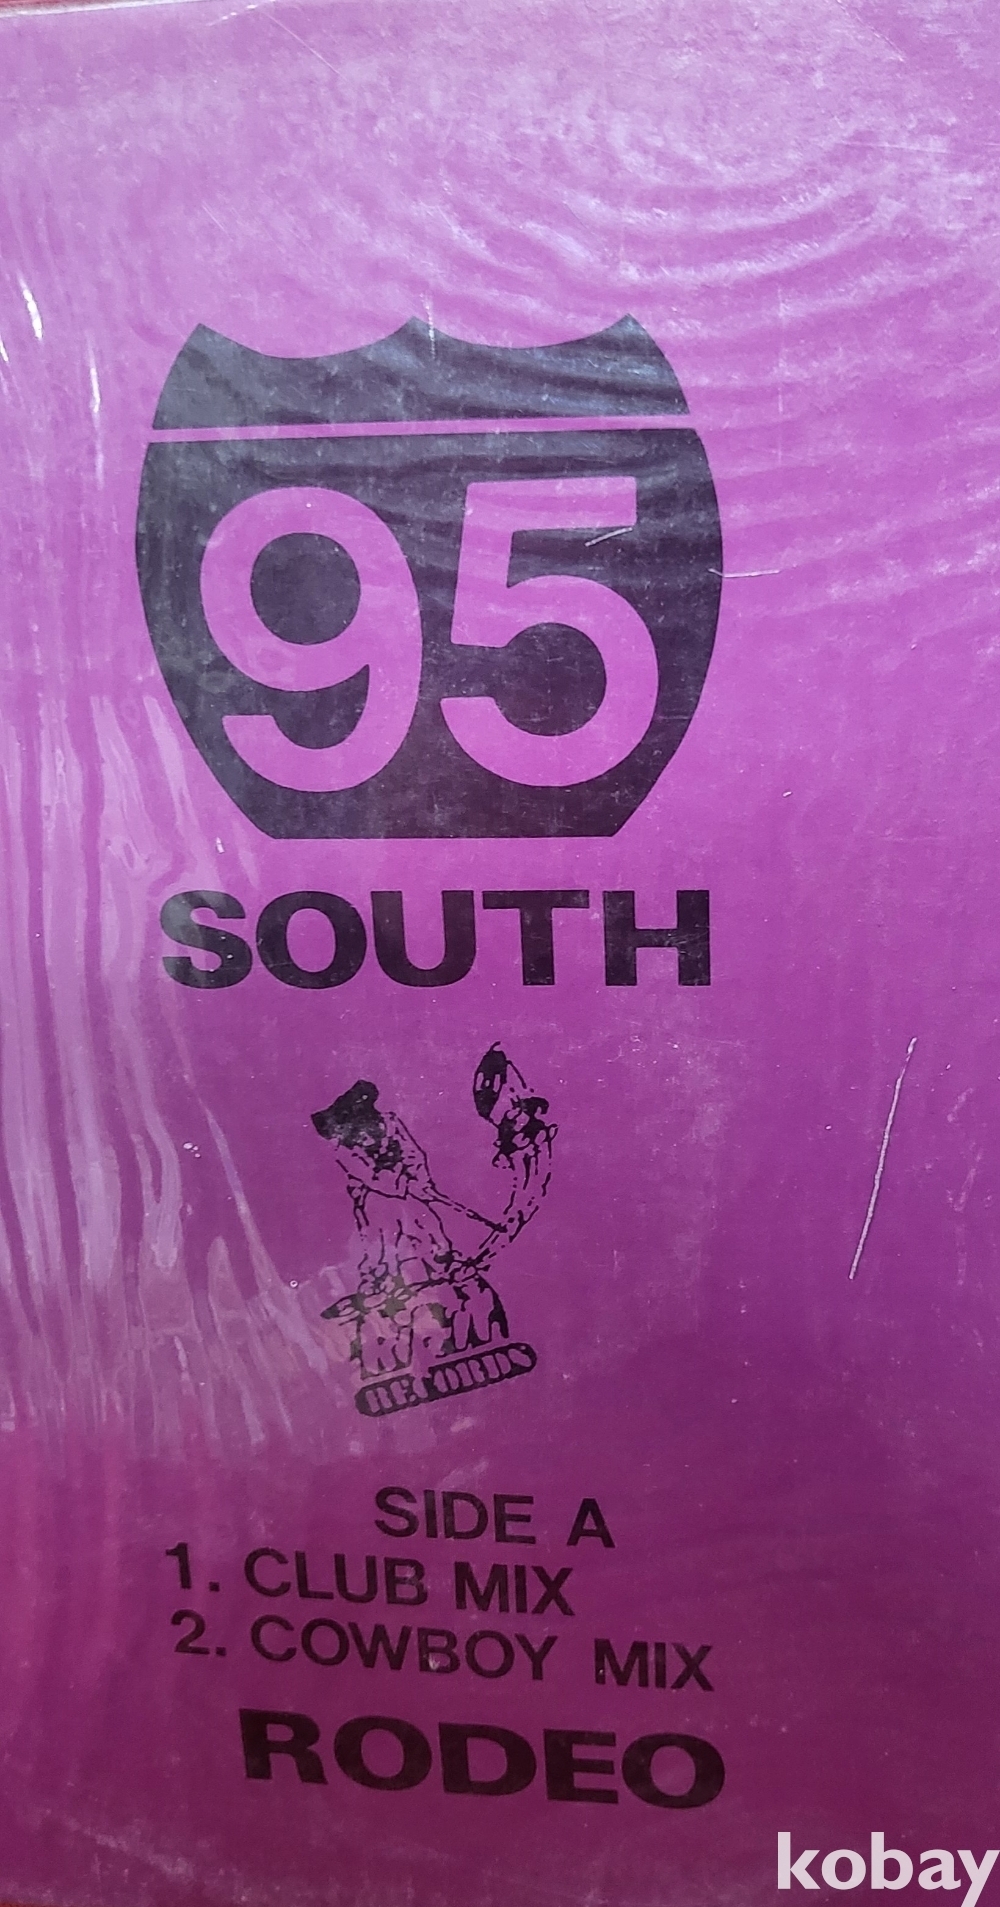 95
SOUTH
RECORDS
SIDE A
1. CLUB MIX
2. COWBOY MIX
RODEO
kobay